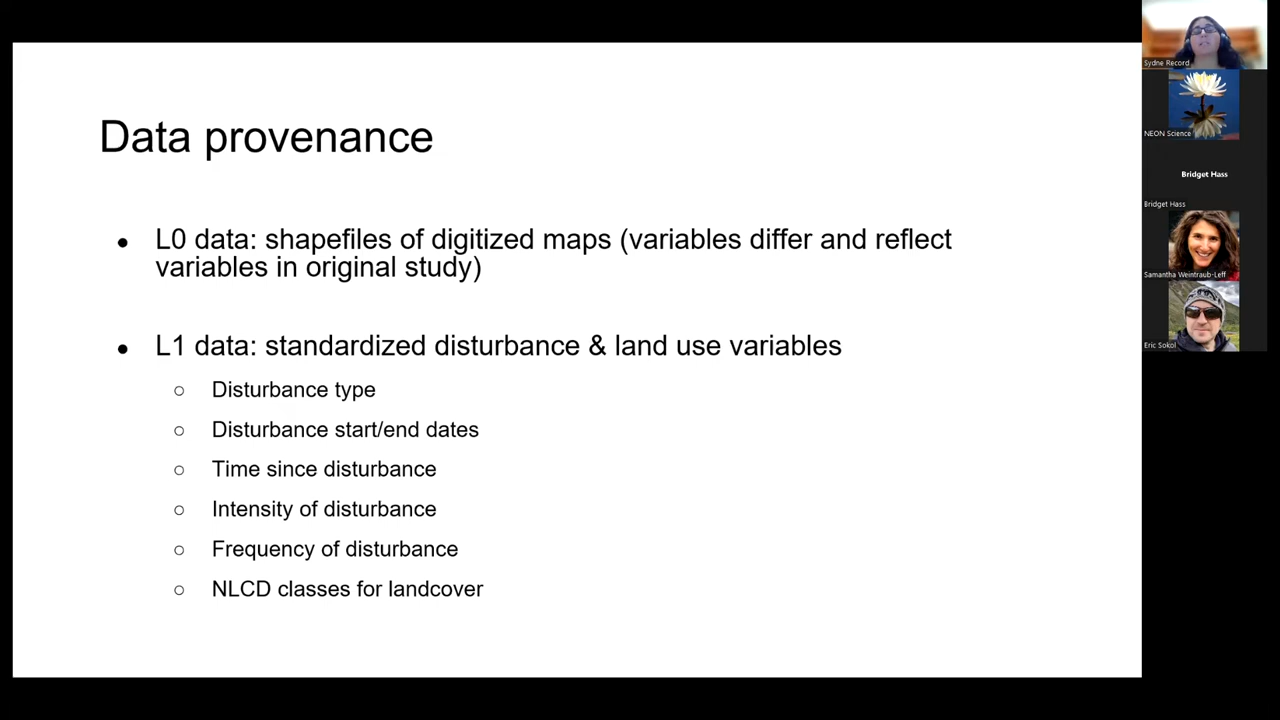 Data provenance
● L0 data: shapefiles of digitized maps (variables differ and reflect
variables in original study)
● L1 data: standardized disturbance & land use variables
○ Disturbance type
○ Disturbance start/end dates
○ Time since disturbance
○ Intensity of disturbance
○ Frequency of disturbance
○ NLCD classes for landcover
Sydne Record
NEON Science
Bridget Hass
Bridget Hass
Samantha Weintraub-Leff
Eric Sokol